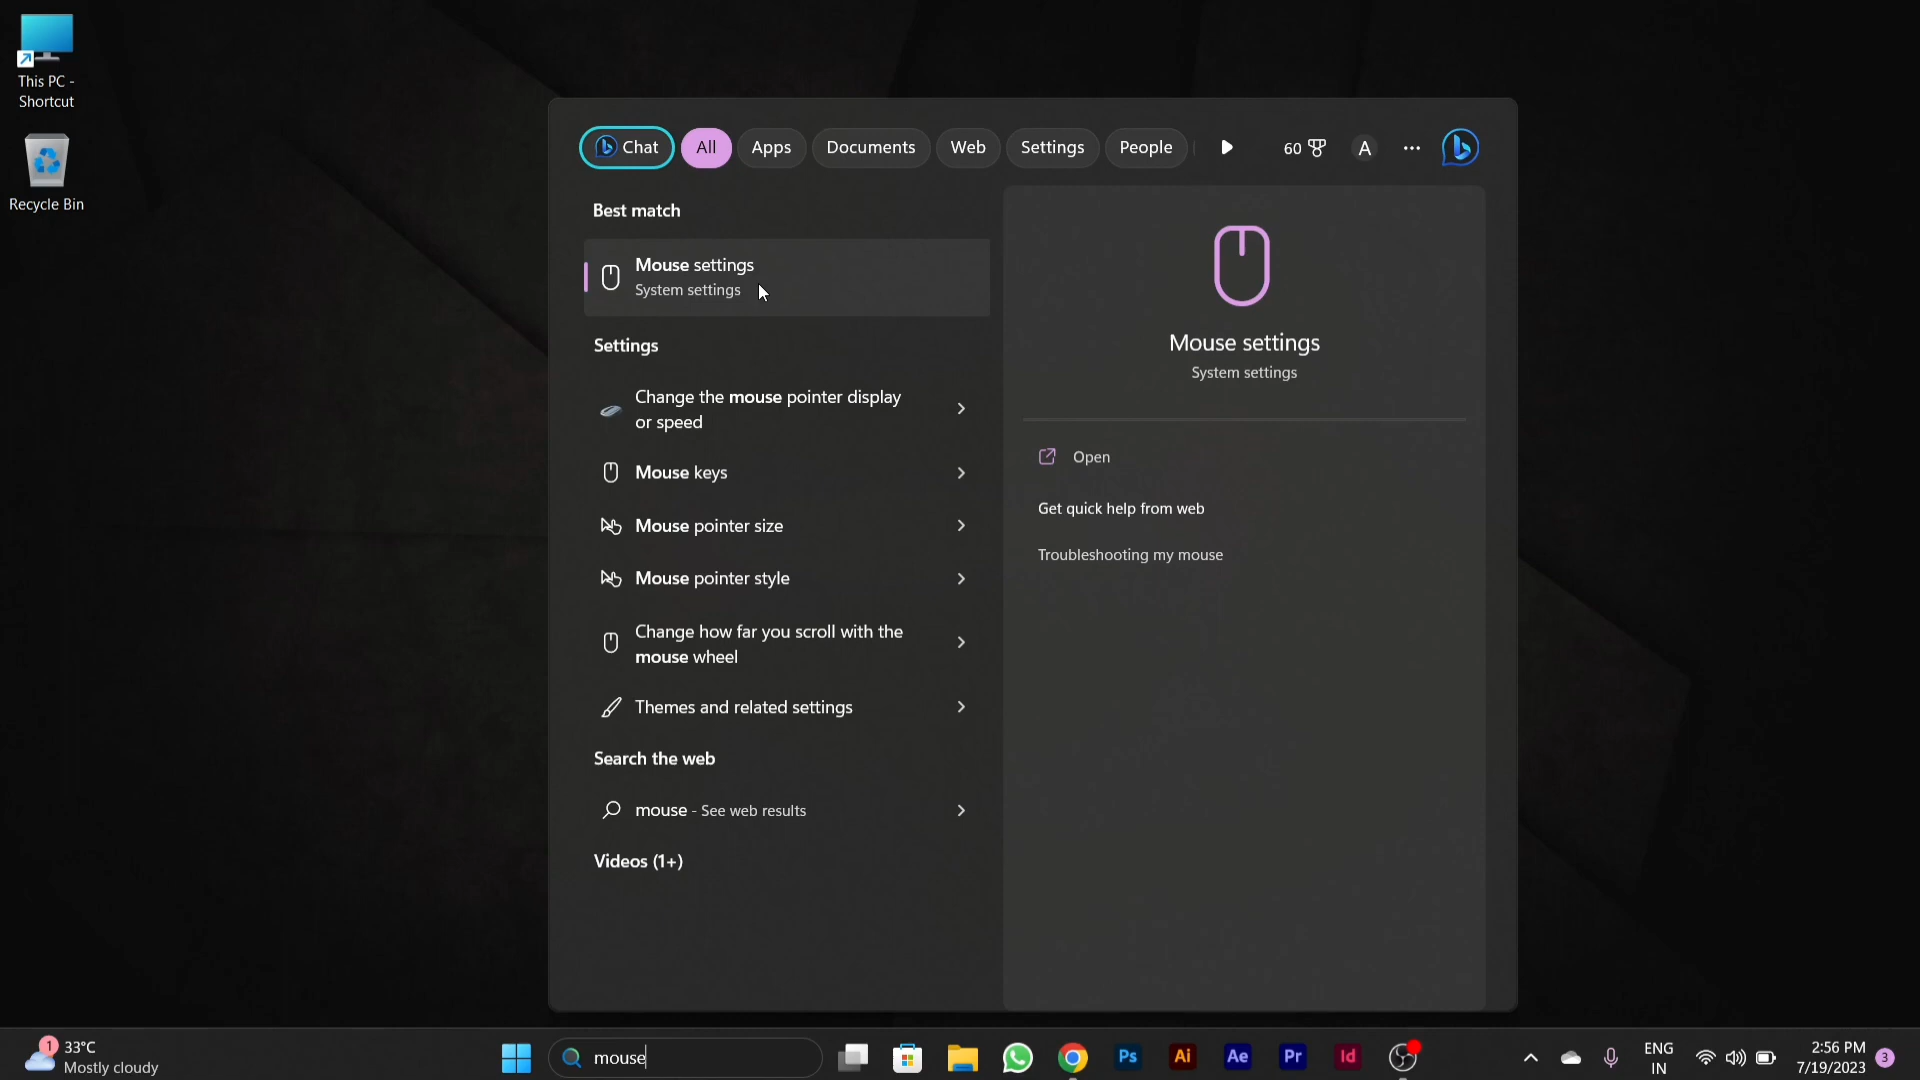 This PC -
Shortcut
Recycle Bin
Chat
All
Apps
Documents
Web
Settings
People
60
A
Best match
Mouse settings
System settings
Settings
Change the mouse pointer display
or speed
Mouse keys
Mouse pointer size
Mouse pointer style
Change how far you scroll with the
mouse wheel
Themes and related settings
Search the web
mouse - See web results
Videos (1+)
Mouse settings
System settings
Open
Get quick help from web
Troubleshooting my mouse
1
33°C
Mostly cloudy
mouse
Ps
Ai
Ae
Pr
Id
ENG
IN
2:56 PM
7/19/2023
3